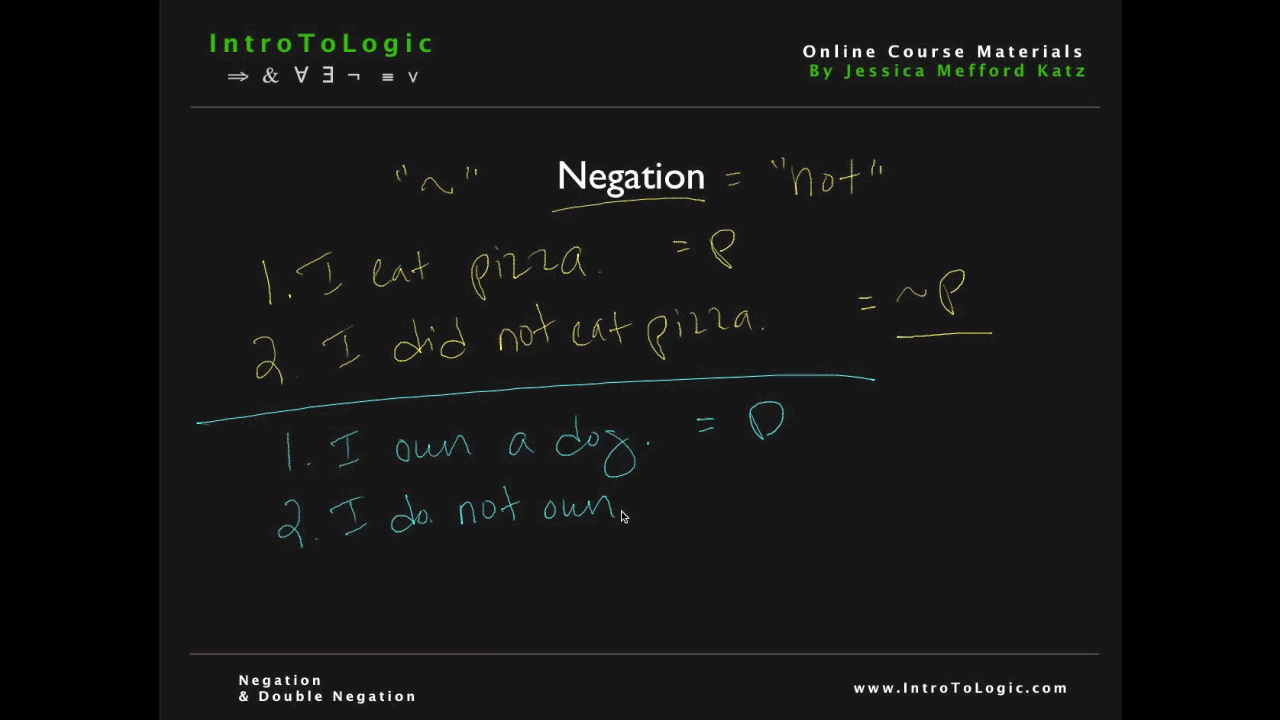 IntroToLogic
⇒ & ∀ ∃ ¬ ≡ v
Online Course Materials
By Jessica Mefford Katz
"~" Negation = "not"
1. I eat pizza. = P
2. I did not eat pizza. = ~P
1. I own a dog. = D
2. I do not own
Negation
& Double Negation
www.IntroToLogic.com